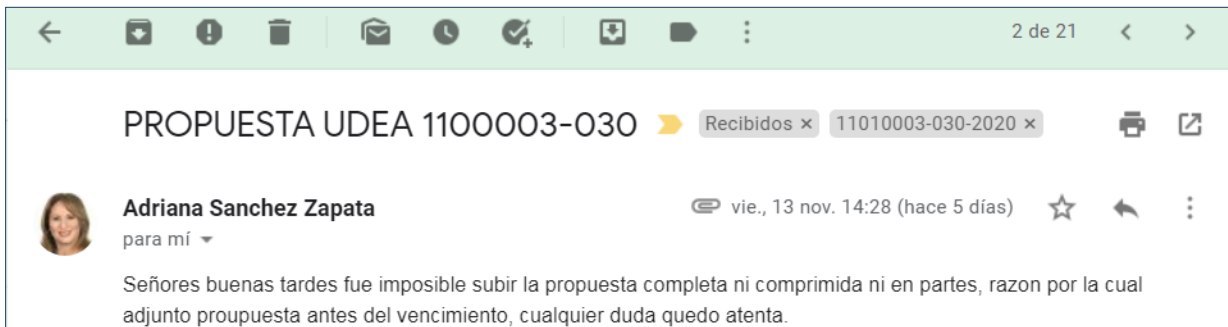 2 de 21
PROPUESTA UDEA 1100003-030 Recibidos × 11010003-030-2020 ×
Adriana Sanchez Zapata vie., 13 nov. 14:28 (hace 5 días)
para mí
Señores buenas tardes fue imposible subir la propuesta completa ni comprimida ni en partes, razon por la cual
adjunto proupuesta antes del vencimiento, cualquier duda quedo atenta.